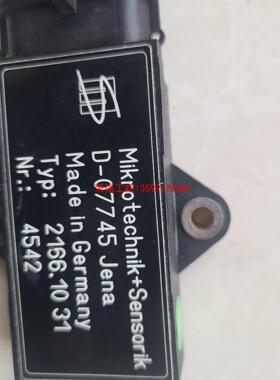 Mikrotechnik+Sensorik
D-07745 Jena
Made in Germany
Typ: 2166.10 31
Nr.: 4542